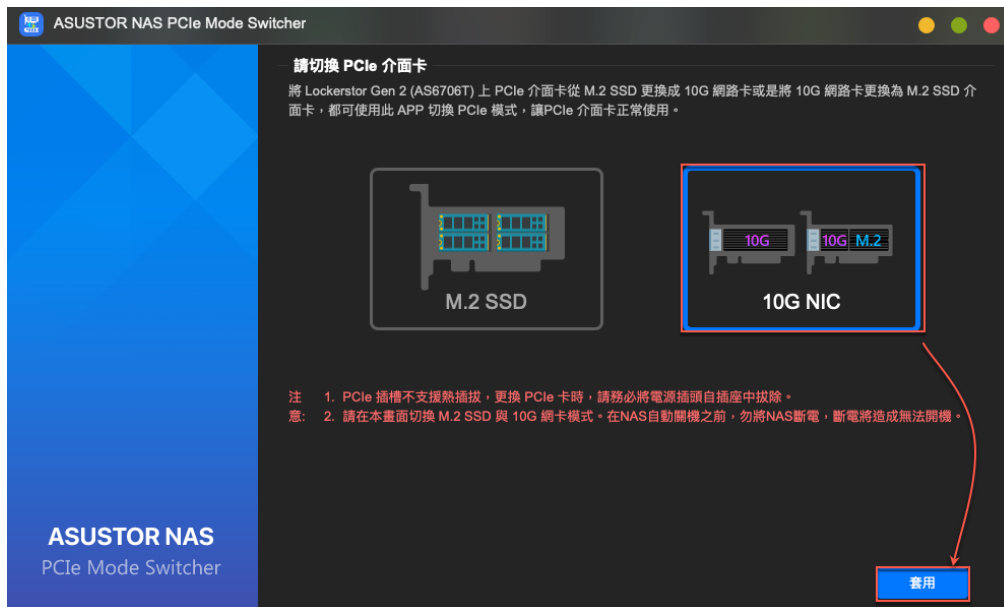 ASUSTOR NAS PCIe Mode Switcher
請切換 PCIe 介面卡
將 Lockerstor Gen 2 (AS6706T) 上 PCIe 介面卡從 M.2 SSD 更換成 10G 網路卡或是將 10G 網路卡更換為 M.2 SSD 介
面卡，都可使用此 APP 切換 PCIe 模式，讓PCIe 介面卡正常使用。
10G
10G M.2
M.2 SSD
10G NIC
注 1. PCIe 插槽不支援熱插拔，更換 PCIe 卡時，請務必將電源插頭自插座中拔除。
意: 2. 請在本畫面切換 M.2 SSD 與 10G 網卡模式。在NAS自動關機之前，勿將NAS斷電，斷電將造成無法開機。
ASUSTOR NAS
PCIe Mode Switcher
套用